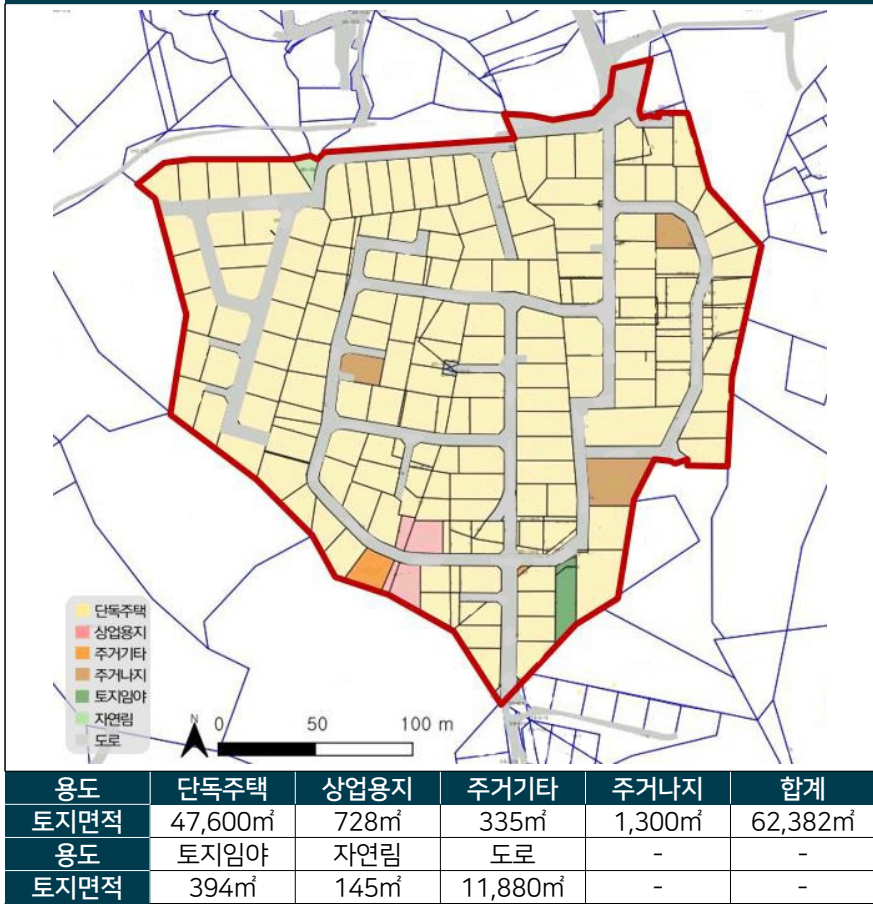 단독주택
상업용지
주거기타
주거나지
토지임야
자연림
도로
N 0 50 100 m
용도 단독주택 상업용지 주거기타 주거나지 합계
토지면적 47,600㎡ 728㎡ 335㎡ 1,300㎡ 62,382㎡
용도 토지임야 자연림 도로 - -
토지면적 394㎡ 145㎡ 11,880㎡ - -